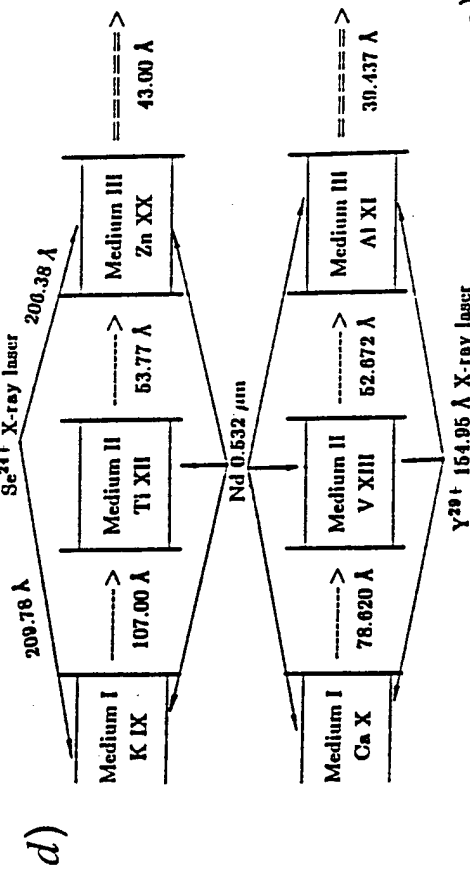 d)
Se24+ X-ray laser
209.78 Å
206.38 Å
Medium I
K IX
107.00 Å
Medium II
Ti XII
53.77 Å
Medium III
Zn XX
43.00 Å
Nd 0.532 μm
Medium I
Ca X
78.620 Å
Medium II
V XIII
52.672 Å
Medium III
Al XI
39.437 Å
Y29+ 154.95 Å X-ray laser